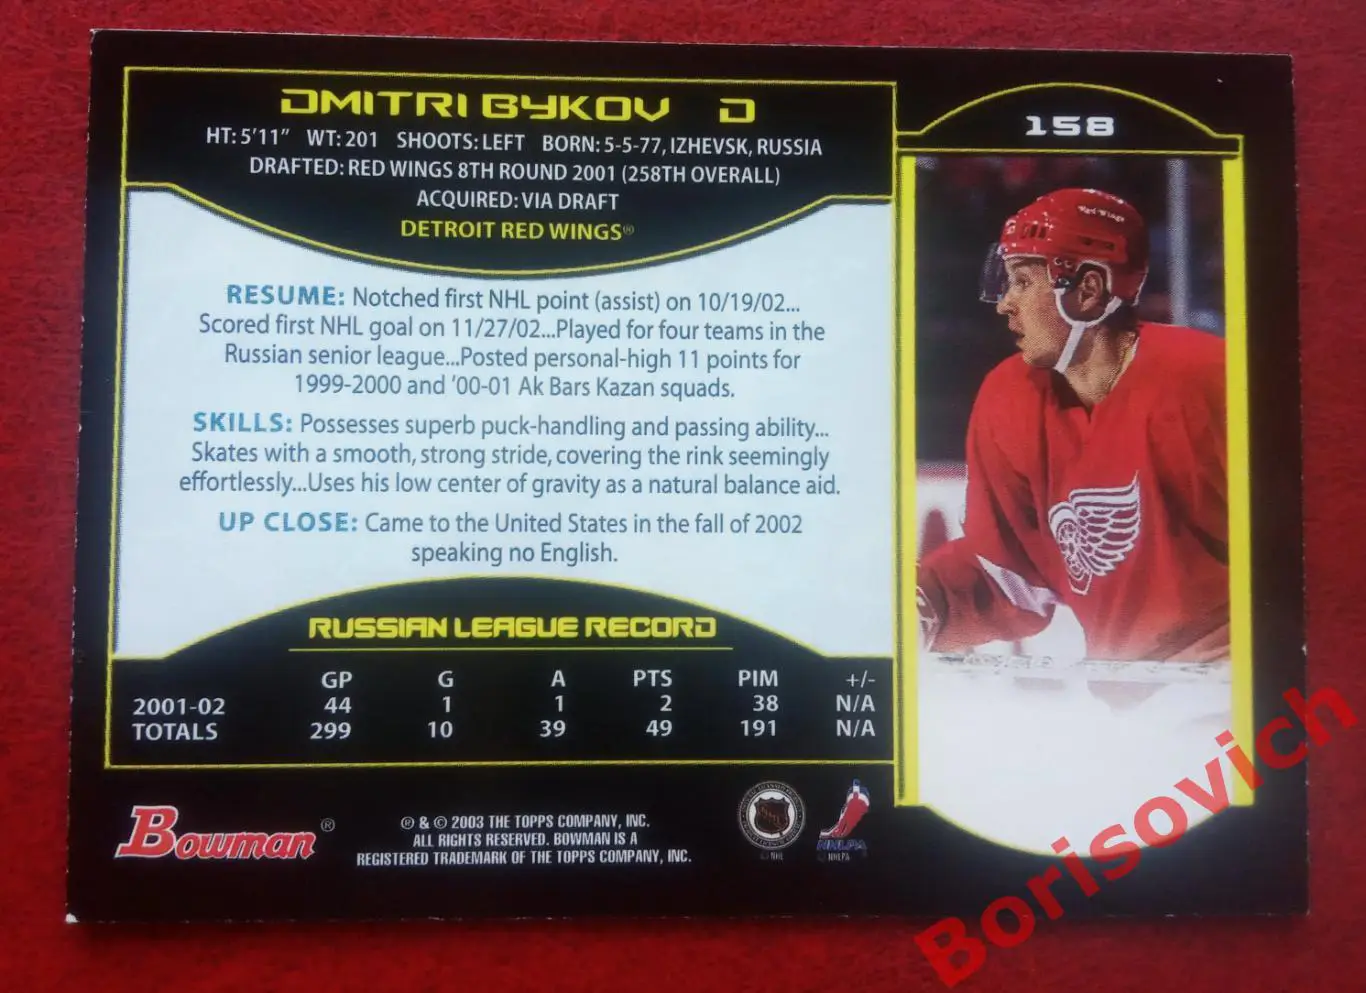 DMITRI BYKOV D
HT: 5'11" WT: 201 SHOOTS: LEFT BORN: 5-5-77, IZHEVSK, RUSSIA
DRAFTED: RED WINGS 8TH ROUND 2001 (258TH OVERALL)
ACQUIRED: VIA DRAFT
DETROIT RED WINGS®
158
Red Wings
RESUME: Notched first NHL point (assist) on 10/19/02...
Scored first NHL goal on 11/27/02...Played for four teams in the
Russian senior league...Posted personal-high 11 points for
1999-2000 and '00-01 Ak Bars Kazan squads.
SKILLS: Possesses superb puck-handling and passing ability...
Skates with a smooth, strong stride, covering the rink seemingly
effortlessly...Uses his low center of gravity as a natural balance aid.
UP CLOSE: Came to the United States in the fall of 2002
speaking no English.
RUSSIAN LEAGUE RECORD
GP G A PTS PIM +/-
2001-02 44 1 1 2 38 N/A
TOTALS 299 10 39 49 191 N/A
Bowman®
® & © 2003 THE TOPPS COMPANY, INC.
ALL RIGHTS RESERVED. BOWMAN IS A
REGISTERED TRADEMARK OF THE TOPPS COMPANY, INC.
NHL
© NHL
NHLPA
© NHLPA
Borisovich